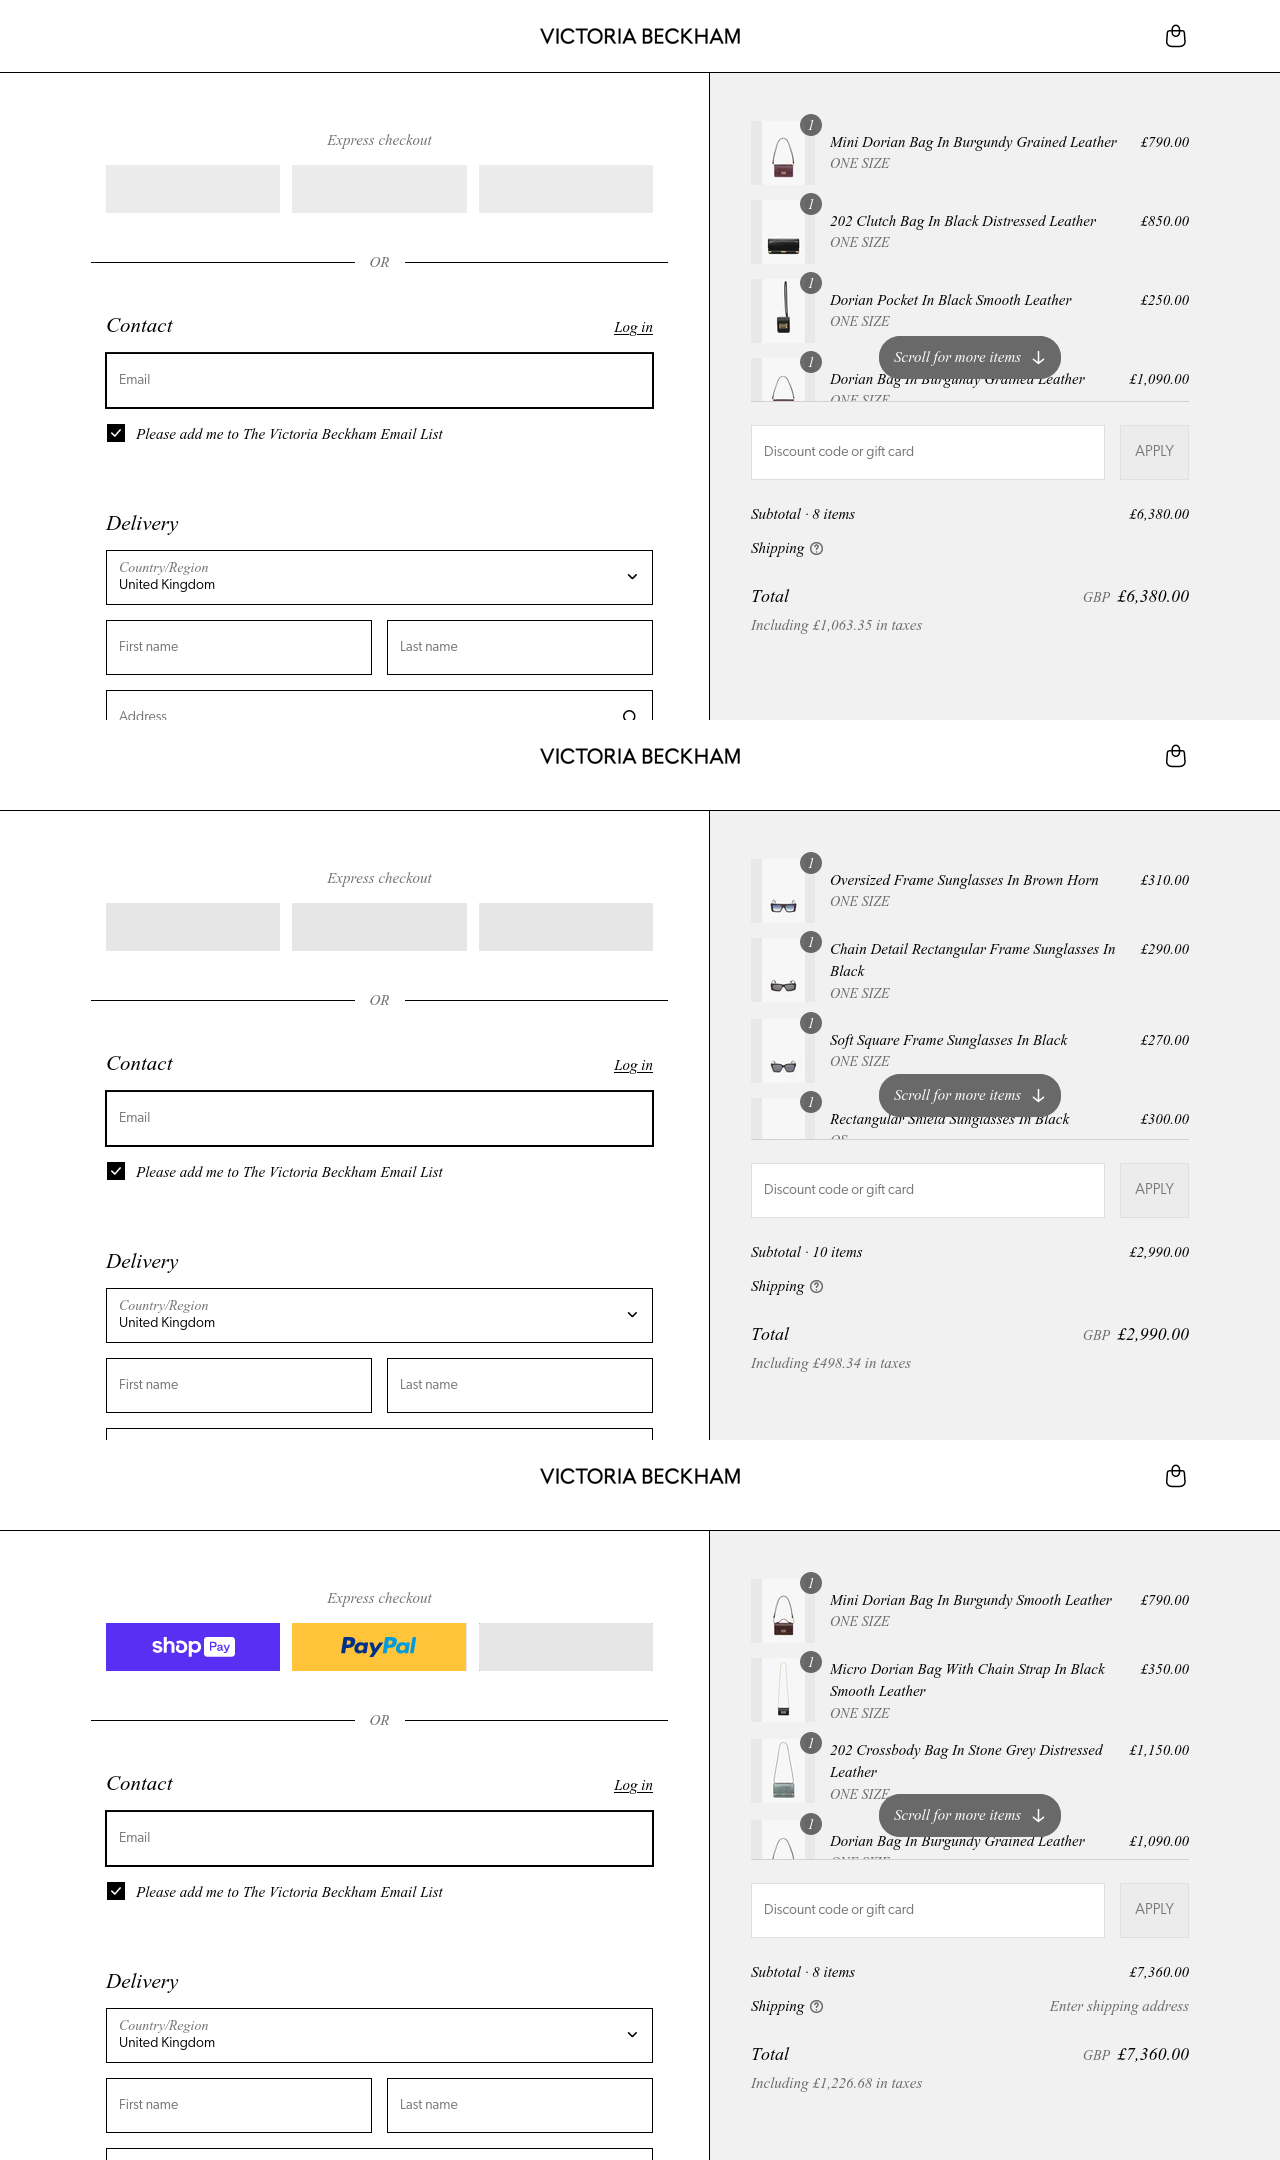 VICTORIA BECKHAM
Express checkout
OR
Contact
Log in
Email
Please add me to The Victoria Beckham Email List
Delivery
Country/Region
United Kingdom
First name
Last name
Address
1
Mini Dorian Bag In Burgundy Grained Leather
£790.00
ONE SIZE
1
202 Clutch Bag In Black Distressed Leather
£850.00
ONE SIZE
1
Dorian Pocket In Black Smooth Leather
£250.00
ONE SIZE
Scroll for more items
1
Dorian Bag In Burgundy Grained Leather
£1,090.00
ONE SIZE
Discount code or gift card
APPLY
Subtotal · 8 items
£6,380.00
Shipping
Total
GBP £6,380.00
Including £1,063.35 in taxes
VICTORIA BECKHAM
Express checkout
OR
Contact
Log in
Email
Please add me to The Victoria Beckham Email List
Delivery
Country/Region
United Kingdom
First name
Last name
1
Oversized Frame Sunglasses In Brown Horn
£310.00
ONE SIZE
1
Chain Detail Rectangular Frame Sunglasses In
Black
£290.00
ONE SIZE
1
Soft Square Frame Sunglasses In Black
£270.00
ONE SIZE
Scroll for more items
1
Rectangular Shield Sunglasses In Black
£300.00
OS
Discount code or gift card
APPLY
Subtotal · 10 items
£2,990.00
Shipping
Total
GBP £2,990.00
Including £498.34 in taxes
VICTORIA BECKHAM
Express checkout
shop Pay
PayPal
OR
Contact
Log in
Email
Please add me to The Victoria Beckham Email List
Delivery
Country/Region
United Kingdom
First name
Last name
1
Mini Dorian Bag In Burgundy Smooth Leather
£790.00
ONE SIZE
1
Micro Dorian Bag With Chain Strap In Black
Smooth Leather
£350.00
ONE SIZE
1
202 Crossbody Bag In Stone Grey Distressed
Leather
£1,150.00
ONE SIZE
Scroll for more items
1
Dorian Bag In Burgundy Grained Leather
£1,090.00
ONE SIZE
Discount code or gift card
APPLY
Subtotal · 8 items
£7,360.00
Shipping
Enter shipping address
Total
GBP £7,360.00
Including £1,226.68 in taxes